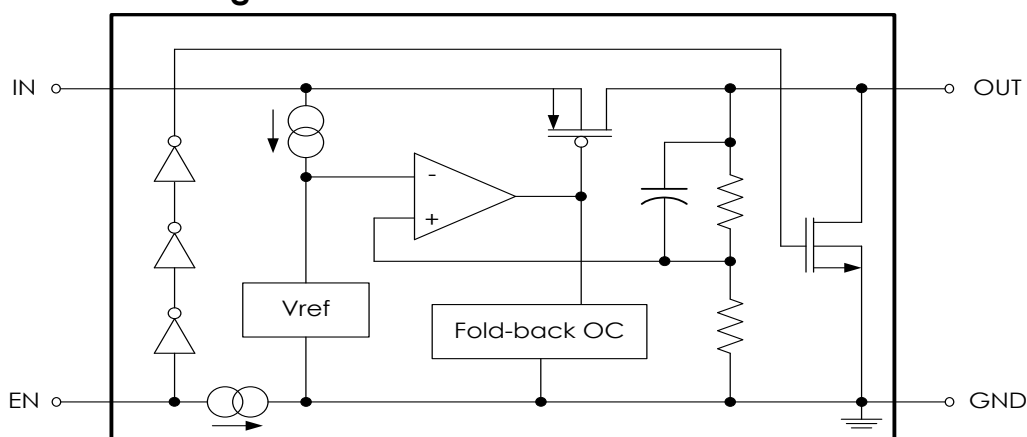 g
IN
OUT
-
+
Vref
Fold-back OC
EN
GND